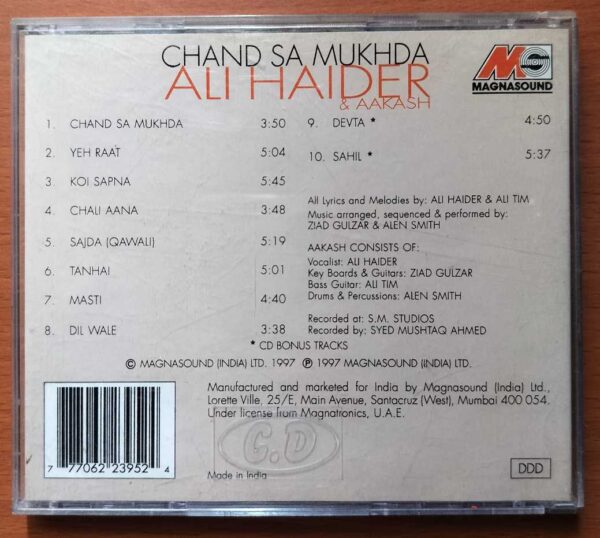 CHAND SA MUKHDA
ALI HAIDER
& AAKASH
MG
MAGNASOUND
1. CHAND SA MUKHDA 3:50
2. YEH RAAT 5:04
3. KOI SAPNA 5:45
4. CHALI AANA 3:48
5. SAJDA (QAWALI) 5:19
6. TANHAI 5:01
7. MASTI 4:40
8. DIL WALE 3:38
9. DEVTA * 4:50
10. SAHIL * 5:37
All Lyrics and Melodies by: ALI HAIDER & ALI TIM
Music arranged, sequenced & performed by:
ZIAD GULZAR & ALEN SMITH
AAKASH CONSISTS OF:
Vocalist: ALI HAIDER
Key Boards & Guitars: ZIAD GULZAR
Bass Guitar: ALI TIM
Drums & Percussions: ALEN SMITH
Recorded at: S.M. STUDIOS
Recorded by: SYED MUSHTAQ AHMED
* CD BONUS TRACKS
© MAGNASOUND (INDIA) LTD. 1997 ℗ 1997 MAGNASOUND (INDIA) LTD.
Manufactured and marketed for India by Magnasound (India) Ltd.,
Lorette Ville, 25/E, Main Avenue, Santacruz (West), Mumbai 400 054.
Under license from Magnatronics, U.A.E.
C.D
7 77062 23952 4
Made in India
DDD